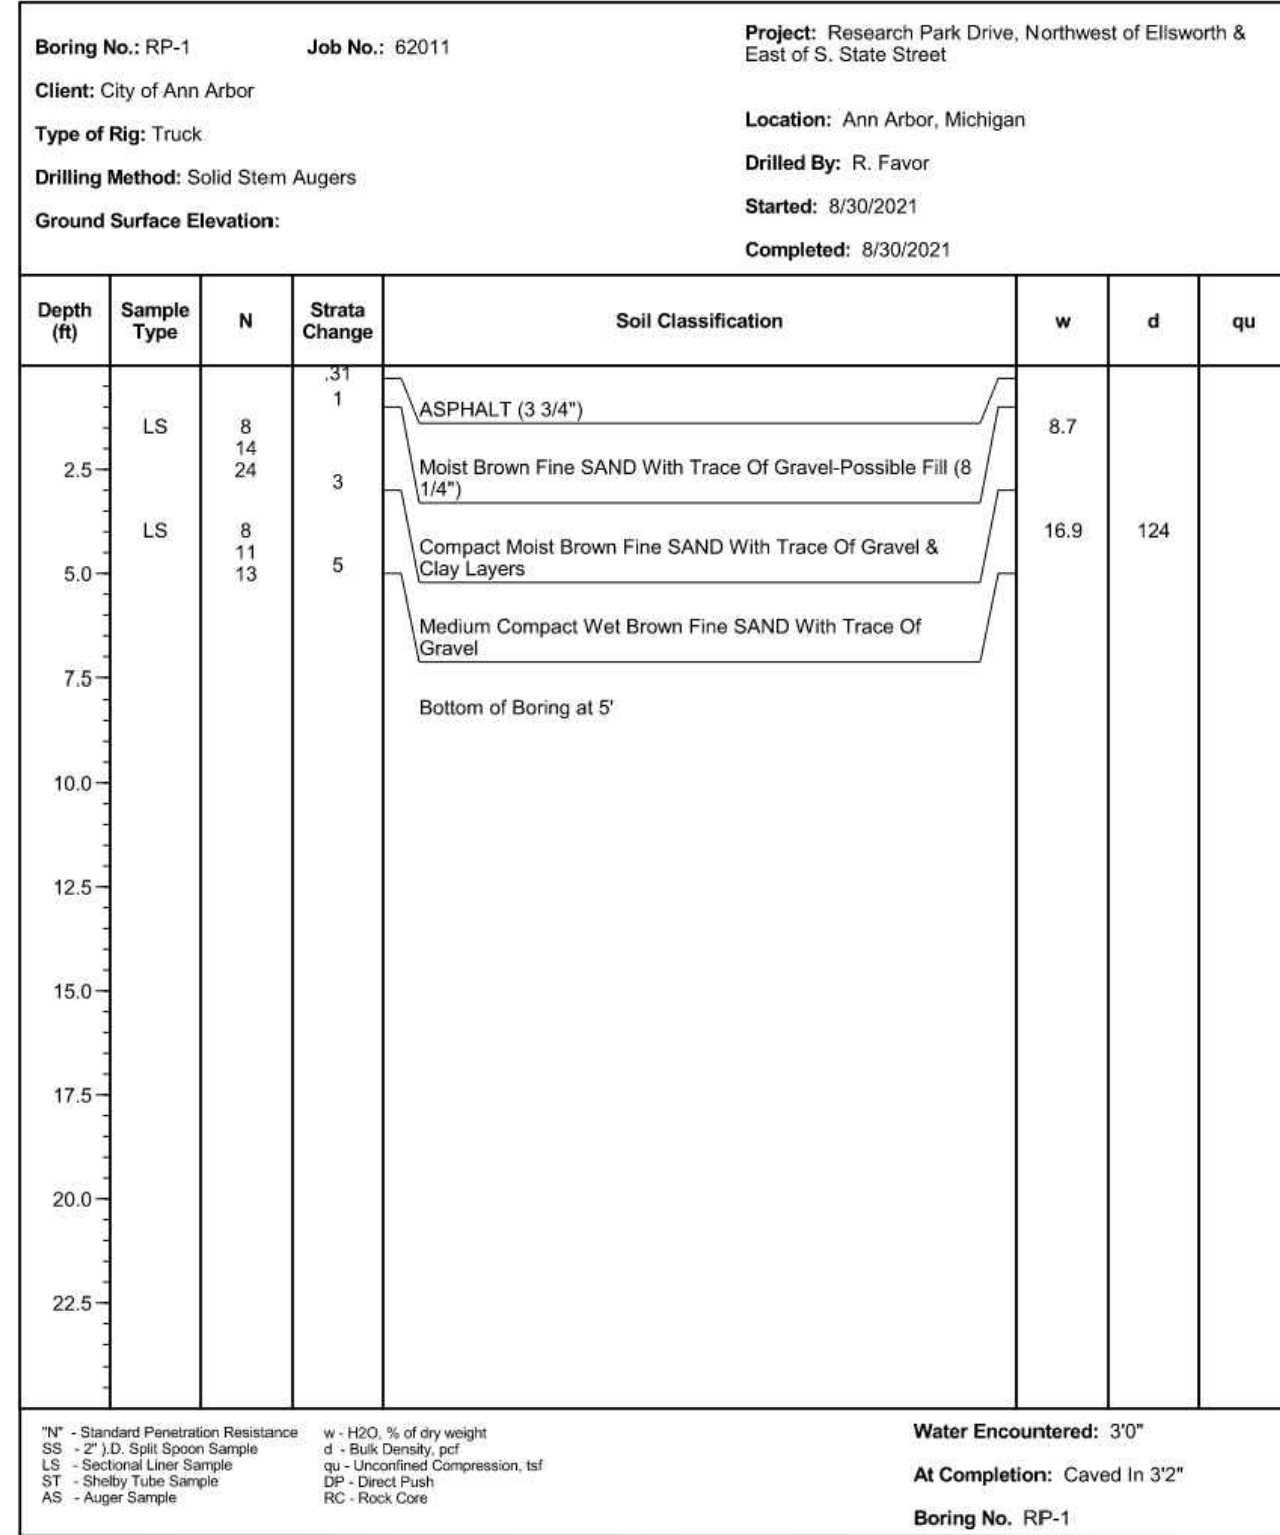 Boring No.: RP-1 Job No.: 62011
Project: Research Park Drive, Northwest of Ellsworth &
East of S. State Street
Client: City of Ann Arbor
Location: Ann Arbor, Michigan
Type of Rig: Truck
Drilled By: R. Favor
Drilling Method: Solid Stem Augers
Started: 8/30/2021
Ground Surface Elevation:
Completed: 8/30/2021
Depth (ft) Sample Type N Strata Change Soil Classification w d qu
.31
1
ASPHALT (3 3/4")
LS 8 8.7
14
2.5 24
Moist Brown Fine SAND With Trace Of Gravel-Possible Fill (8
1/4")
3
LS 8 16.9 124
11
Compact Moist Brown Fine SAND With Trace Of Gravel &
Clay Layers
5.0 13 5
Medium Compact Wet Brown Fine SAND With Trace Of
Gravel
7.5
Bottom of Boring at 5'
10.0
12.5
15.0
17.5
20.0
22.5
"N" - Standard Penetration Resistance
SS - 2" ).D. Split Spoon Sample
LS - Sectional Liner Sample
ST - Shelby Tube Sample
AS - Auger Sample
w - H2O, % of dry weight
d - Bulk Density, pcf
qu - Unconfined Compression, tsf
DP - Direct Push
RC - Rock Core
Water Encountered: 3'0"
At Completion: Caved In 3'2"
Boring No. RP-1